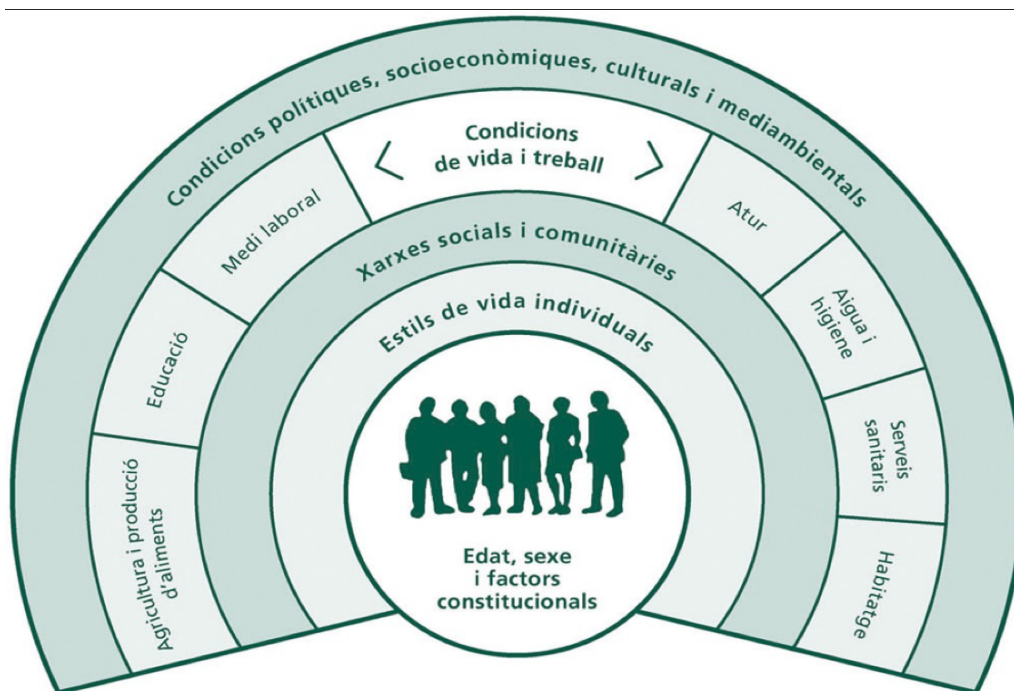 Condicions polítiques, socioeconòmiques, culturals i mediambientals
Condicions
de vida i treball
Agricultura i producció
d'aliments
Educació
Medi laboral
Atur
Aigua i
higiene
Serveis
sanitaris
Habitatge
Xarxes socials i comunitàries
Estils de vida individuals
Edat, sexe
i factors
constitucionals